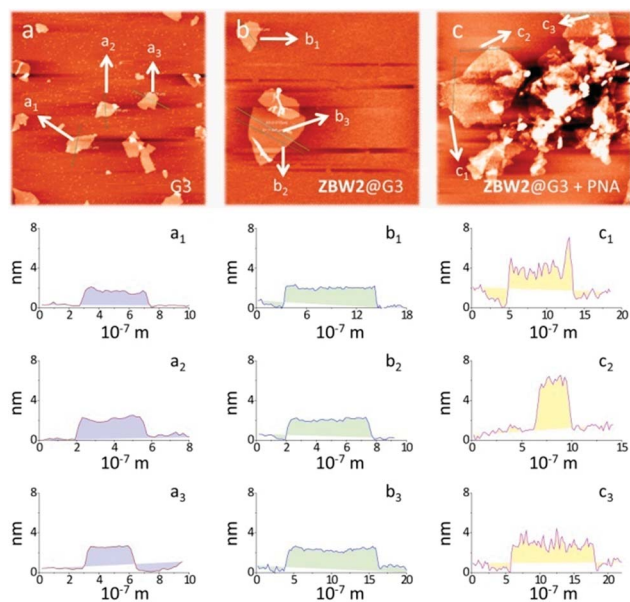 a
a2
a3
a1
G3
b
b1
b3
b2
ZBW2@G3
c
c2
c3
c1
ZBW2@G3 + PNA
8
4
0
nm
a1
0 2 4 6 8 10
10-7 m
8
4
0
nm
b1
0 6 12 18
10-7 m
8
4
0
nm
c1
0 5 10 15 20
10-7 m
8
4
0
nm
a2
0 2 4 6 8
10-7 m
8
4
0
nm
b2
0 2 4 6 8 10
10-7 m
8
4
0
nm
c2
0 5 10 15
10-7 m
8
4
0
nm
a3
0 2 4 6 8 10
10-7 m
8
4
0
nm
b3
0 5 10 15 20
10-7 m
8
4
0
nm
c3
0 5 10 15 20
10-7 m